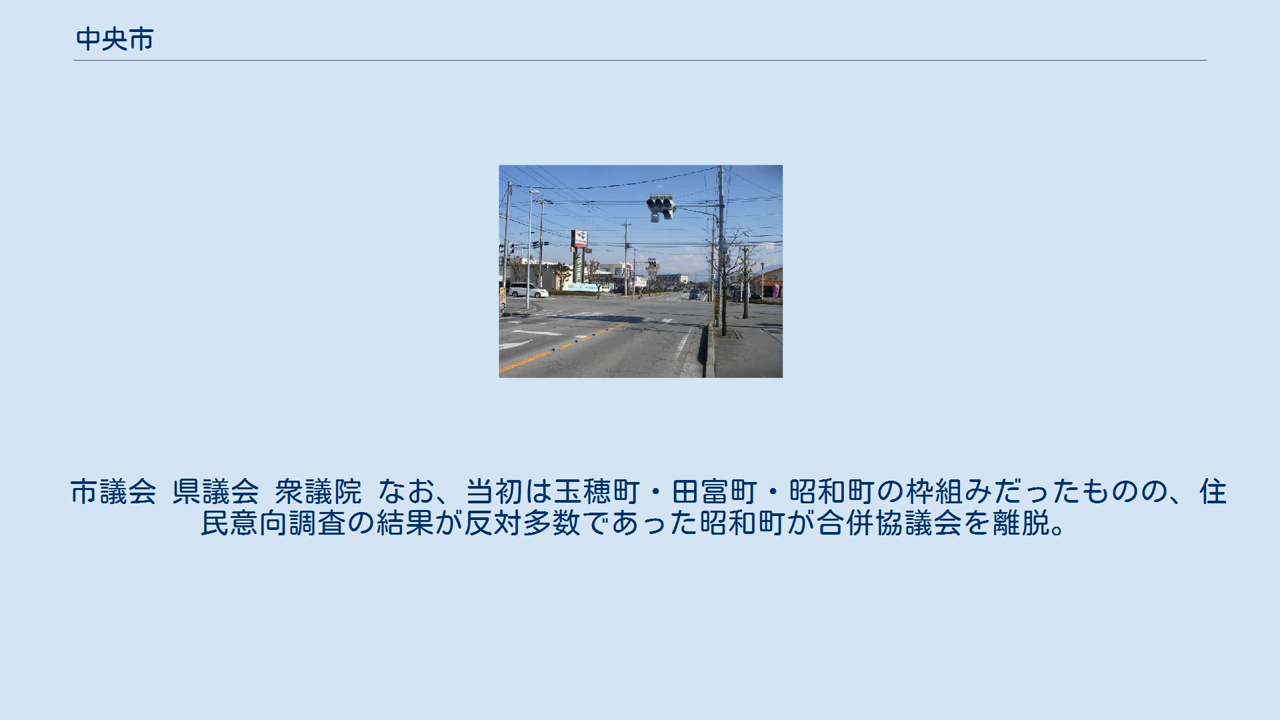 中央市
市議会 県議会 衆議院 なお、当初は玉穂町・田富町・昭和町の枠組みだったものの、住
民意向調査の結果が反対多数であった昭和町が合併協議会を離脱。